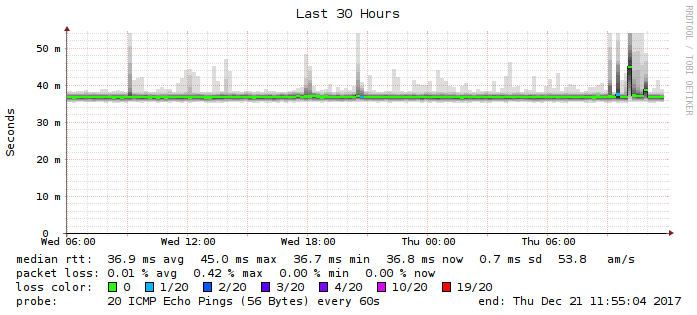 Last 30 Hours
RRDTOOL / TOBI OETIKER
Seconds
50 m
40 m
30 m
20 m
10 m
0
Wed 06:00 Wed 12:00 Wed 18:00 Thu 00:00 Thu 06:00
median rtt: 36.9 ms avg 45.0 ms max 36.7 ms min 36.8 ms now 0.7 ms sd 53.8 am/s
packet loss: 0.01 % avg 0.42 % max 0.00 % min 0.00 % now
loss color: 0 1/20 2/20 3/20 4/20 10/20 19/20
probe: 20 ICMP Echo Pings (56 Bytes) every 60s end: Thu Dec 21 11:55:04 2017